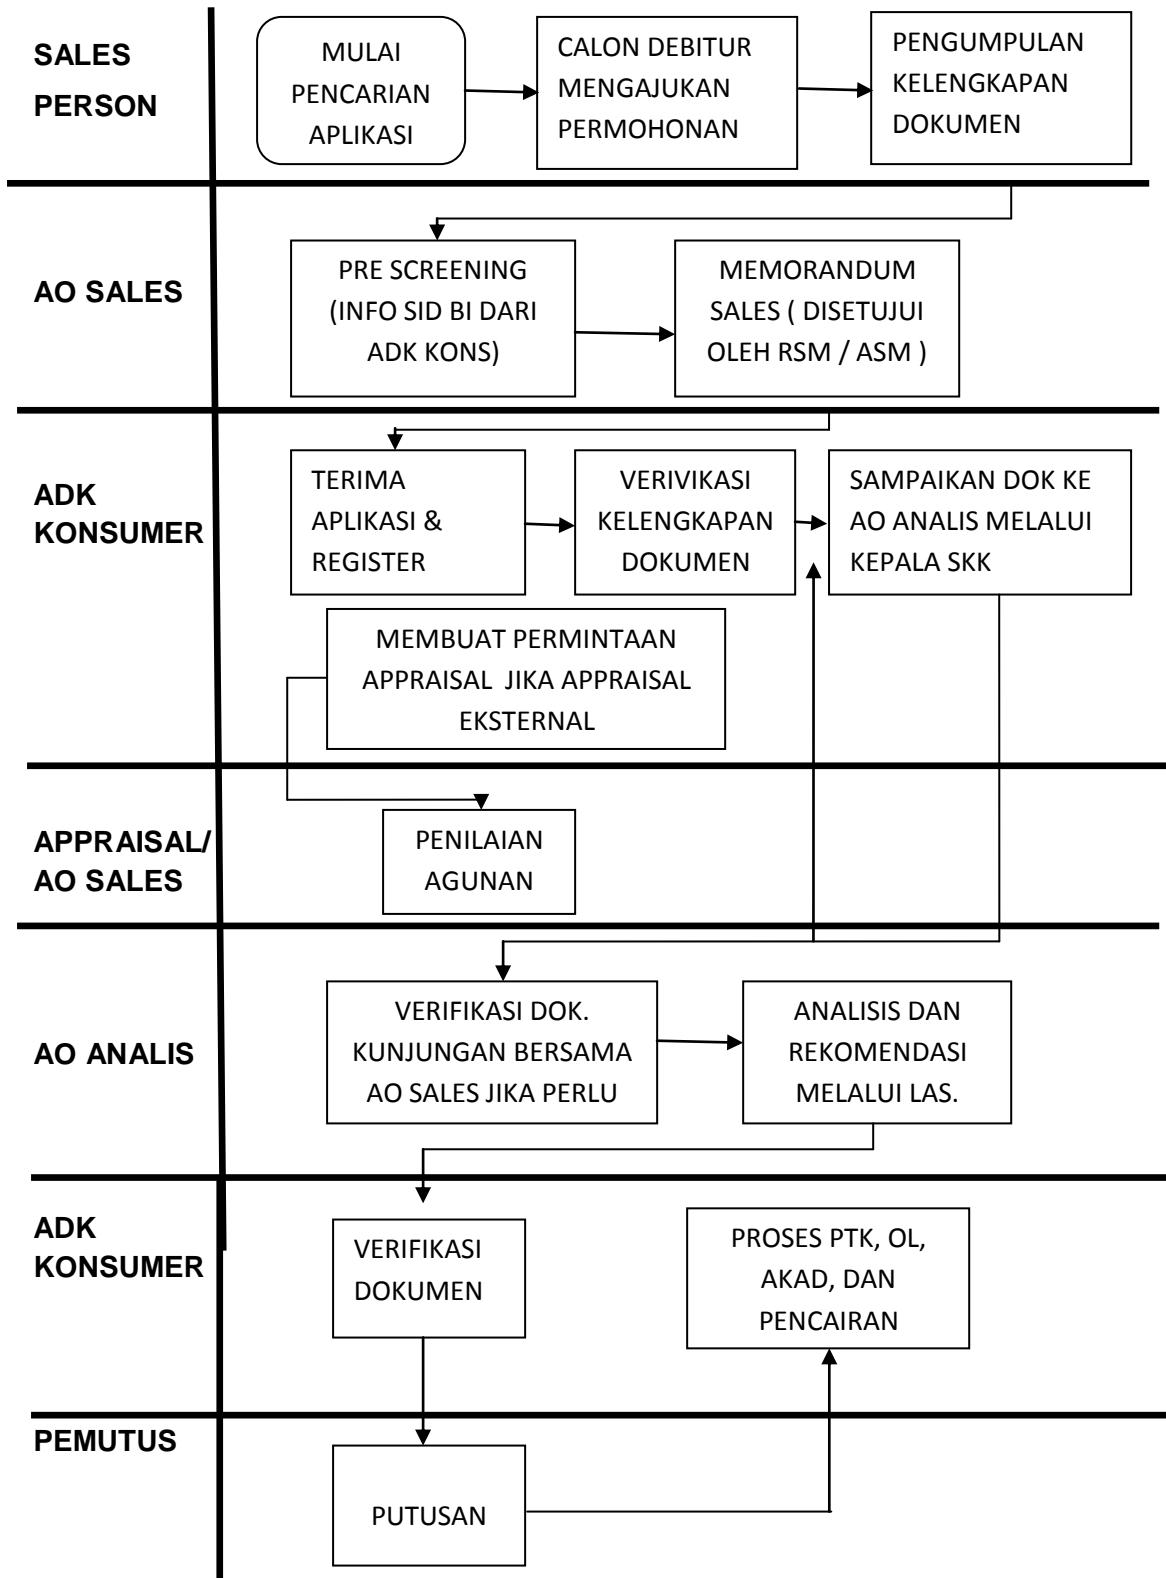 SALES
PERSON
MULAI
PENCARIAN
APLIKASI
CALON DEBITUR
MENGAJUKAN
PERMOHONAN
PENGUMPULAN
KELENGKAPAN
DOKUMEN
AO SALES
PRE SCREENING
(INFO SID BI DARI
ADK KONS)
MEMORANDUM
SALES ( DISETUJUI
OLEH RSM / ASM )
ADK
KONSUMER
TERIMA
APLIKASI &
REGISTER
VERIVIKASI
KELENGKAPAN
DOKUMEN
SAMPAIKAN DOK KE
AO ANALIS MELALUI
KEPALA SKK
MEMBUAT PERMINTAAN
APPRAISAL JIKA APPRAISAL
EKSTERNAL
APPRAISAL/
AO SALES
PENILAIAN
AGUNAN
AO ANALIS
VERIFIKASI DOK.
KUNJUNGAN BERSAMA
AO SALES JIKA PERLU
ANALISIS DAN
REKOMENDASI
MELALUI LAS.
ADK
KONSUMER
VERIFIKASI
DOKUMEN
PROSES PTK, OL,
AKAD, DAN
PENCAIRAN
PEMUTUS
PUTUSAN